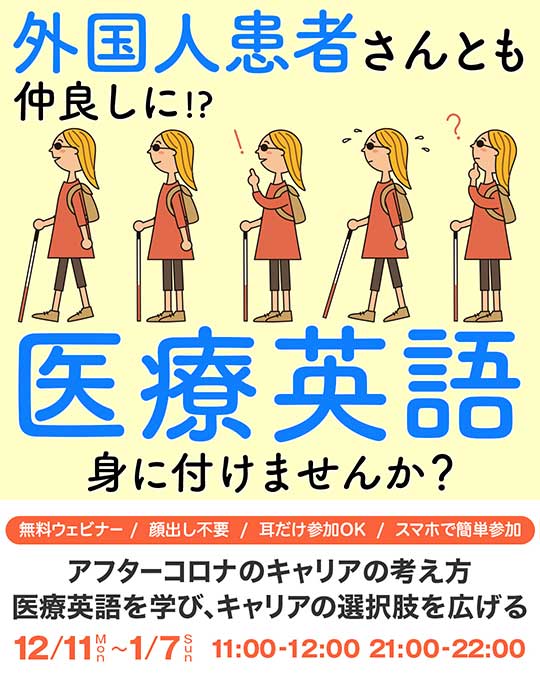 外国人患者さんとも
仲良しに!?
!
?
医療英語
身に付けませんか?
無料ウェビナー / 顔出し不要 / 耳だけ参加OK / スマホで簡単参加
アフターコロナのキャリアの考え方
医療英語を学び、キャリアの選択肢を広げる
12/11Mon〜1/7Sun 11:00-12:00 21:00-22:00